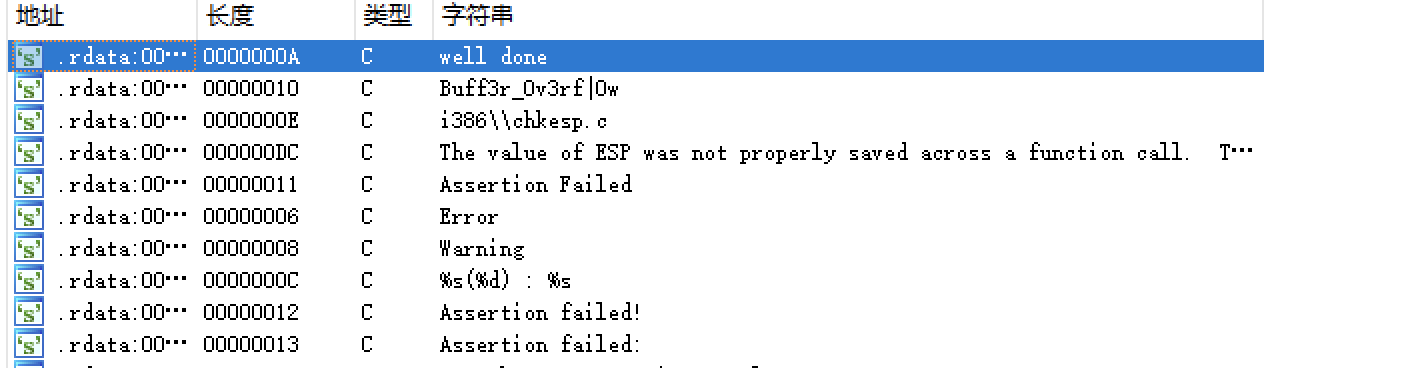 地址 长度 类型 字符串
's' .rdata:00… 0000000A C well done
's' .rdata:00… 00000010 C Buff3r_0v3rf|0w
's' .rdata:00… 0000000E C i386\\chkesp.c
's' .rdata:00… 000000DC C The value of ESP was not properly saved across a function call.  T…
's' .rdata:00… 00000011 C Assertion Failed
's' .rdata:00… 00000006 C Error
's' .rdata:00… 00000008 C Warning
's' .rdata:00… 0000000C C %s(%d) : %s
's' .rdata:00… 00000012 C Assertion failed!
's' .rdata:00… 00000013 C Assertion failed: